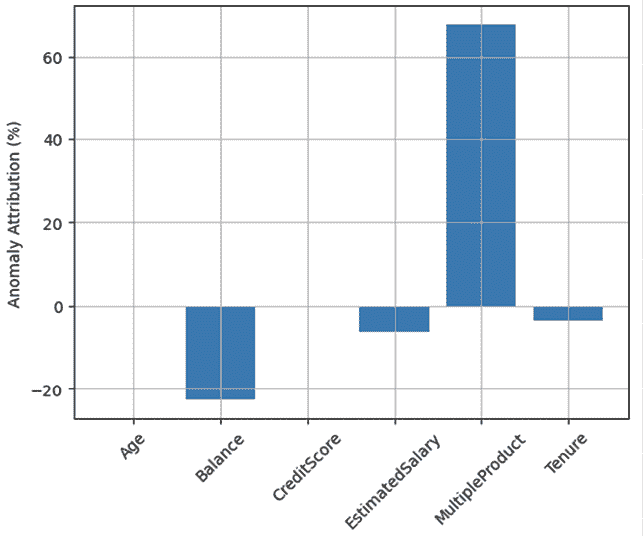 Anomaly Attribution (%)
60
40
20
0
−20
Age
Balance
CreditScore
EstimatedSalary
MultipleProduct
Tenure